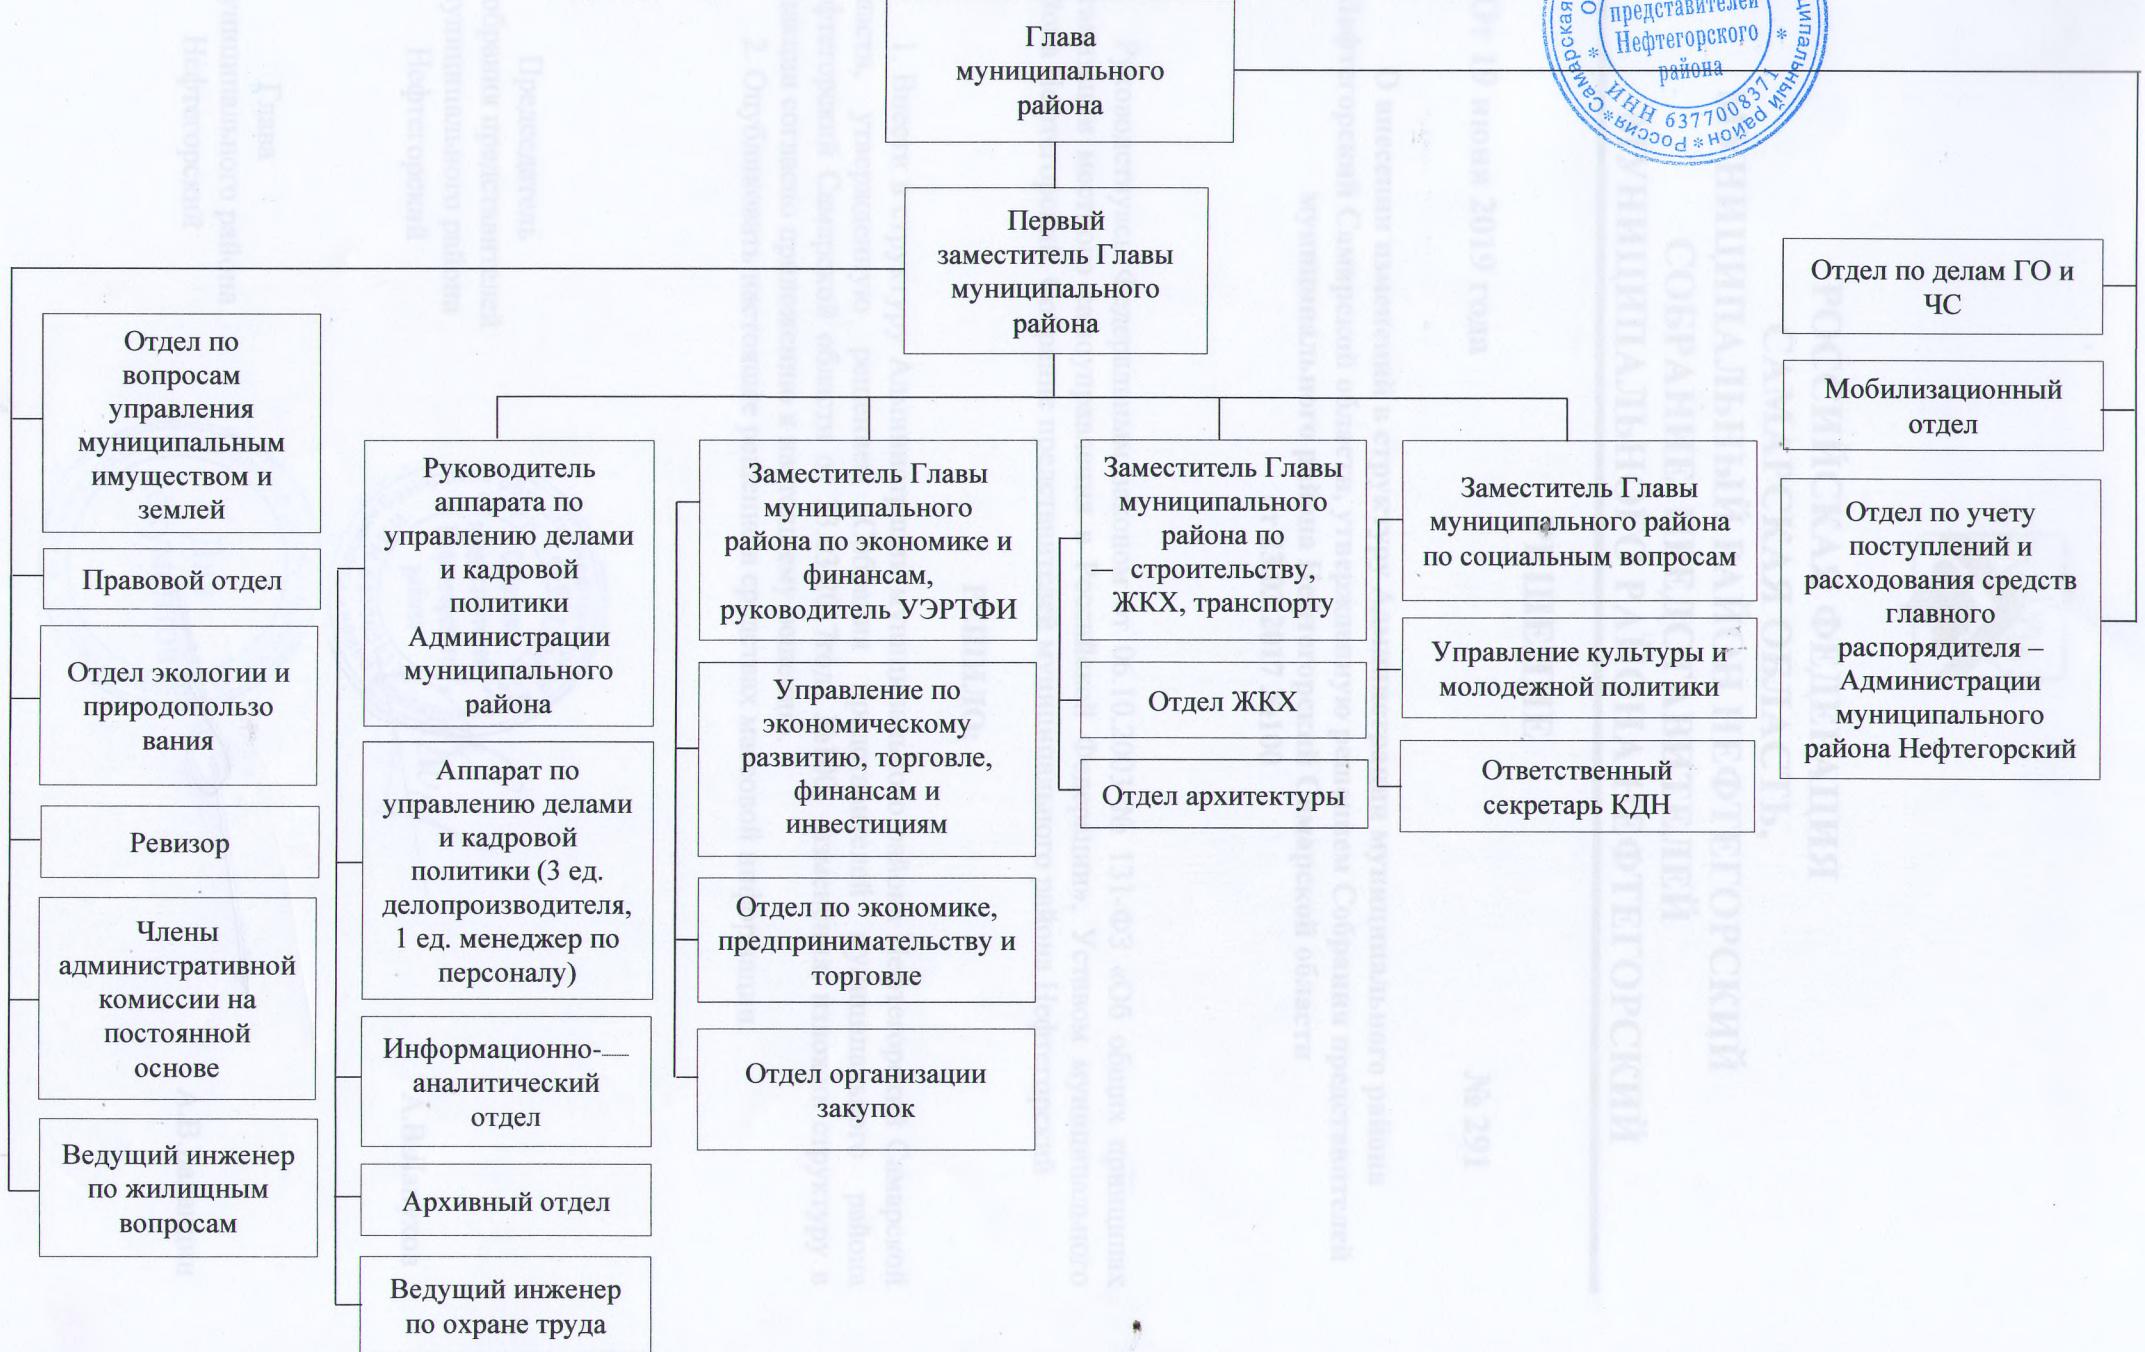 Глава
муниципального
района
представителей
Нефтегорского
района
ИНН 6377008371
Первый
заместитель Главы
муниципального
района
Отдел по делам ГО и
ЧС
Мобилизационный
отдел
Отдел по учету
поступлений и
расходования средств
главного
распорядителя –
Администрации
муниципального
района Нефтегорский
Отдел по
вопросам
управления
муниципальным
имуществом и
землей
Правовой отдел
Отдел экологии и
природопользо
вания
Ревизор
Члены
административной
комиссии на
постоянной
основе
Ведущий инженер
по жилищным
вопросам
Руководитель
аппарата по
управлению делами
и кадровой
политики
Администрации
муниципального
района
Аппарат по
управлению делами
и кадровой
политики (3 ед.
делопроизводителя,
1 ед. менеджер по
персоналу)
Информационно-
аналитический
отдел
Архивный отдел
Ведущий инженер
по охране труда
Заместитель Главы
муниципального
района по экономике и
финансам,
руководитель УЭРТФИ
Управление по
экономическому
развитию, торговле,
финансам и
инвестициям
Отдел по экономике,
предпринимательству и
торговле
Отдел организации
закупок
Заместитель Главы
муниципального
района по
строительству,
ЖКХ, транспорту
Отдел ЖКХ
Отдел архитектуры
Заместитель Главы
муниципального района
по социальным вопросам
Управление культуры и
молодежной политики
Ответственный
секретарь КДН